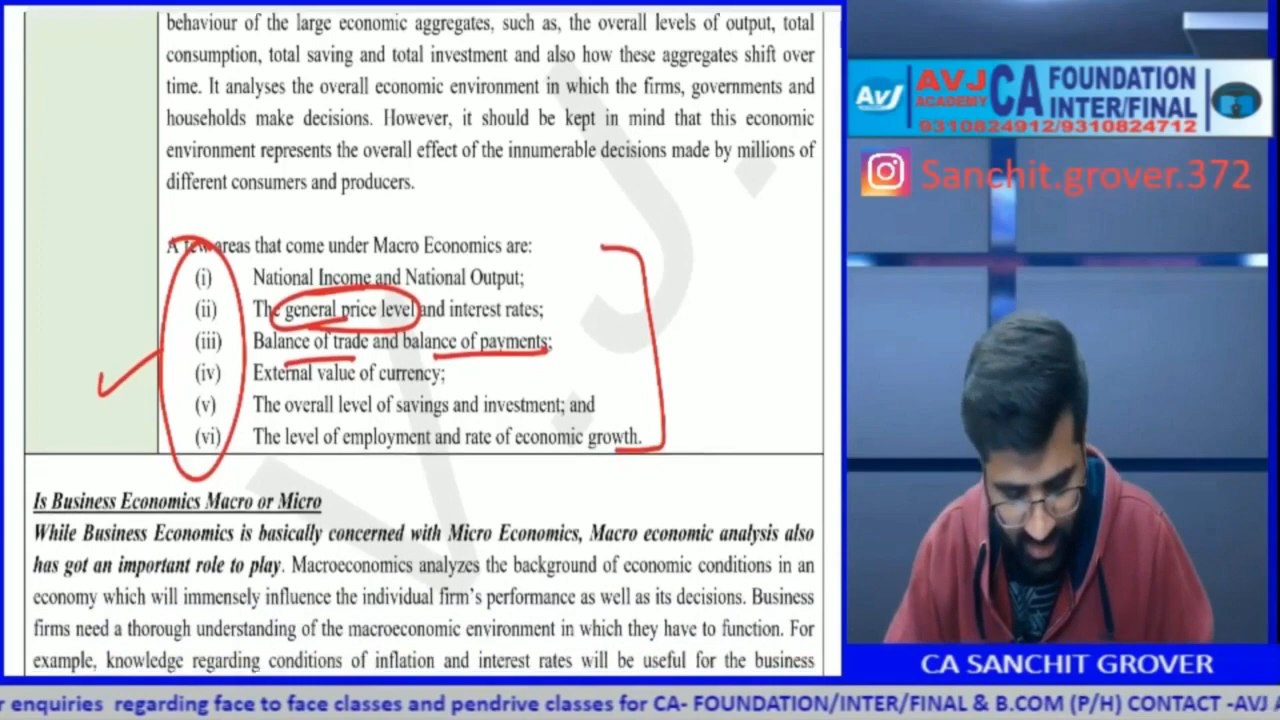 behaviour of the large economic aggregates, such as, the overall levels of output, total
consumption, total saving and total investment and also how these aggregates shift over
time. It analyses the overall economic environment in which the firms, governments and
households make decisions. However, it should be kept in mind that this economic
environment represents the overall effect of the innumerable decisions made by millions of
different consumers and producers.
A few areas that come under Macro Economics are:
(i) National Income and National Output;
(ii) The general price level and interest rates;
(iii) Balance of trade and balance of payments;
(iv) External value of currency;
(v) The overall level of savings and investment; and
(vi) The level of employment and rate of economic growth.
Is Business Economics Macro or Micro
While Business Economics is basically concerned with Micro Economics, Macro economic analysis also
has got an important role to play. Macroeconomics analyzes the background of economic conditions in an
economy which will immensely influence the individual firm's performance as well as its decisions. Business
firms need a thorough understanding of the macroeconomic environment in which they have to function. For
example, knowledge regarding conditions of inflation and interest rates will be useful for the business
V.J.
AVJ
AVJ
ACADEMY
CA
FOUNDATION
INTER/FINAL
9310824912/9310824712
Sanchit.grover.372
CA SANCHIT GROVER
r enquiries regarding face to face classes and pendrive classes for CA- FOUNDATION/INTER/FINAL & B.COM (P/H) CONTACT -AVJ